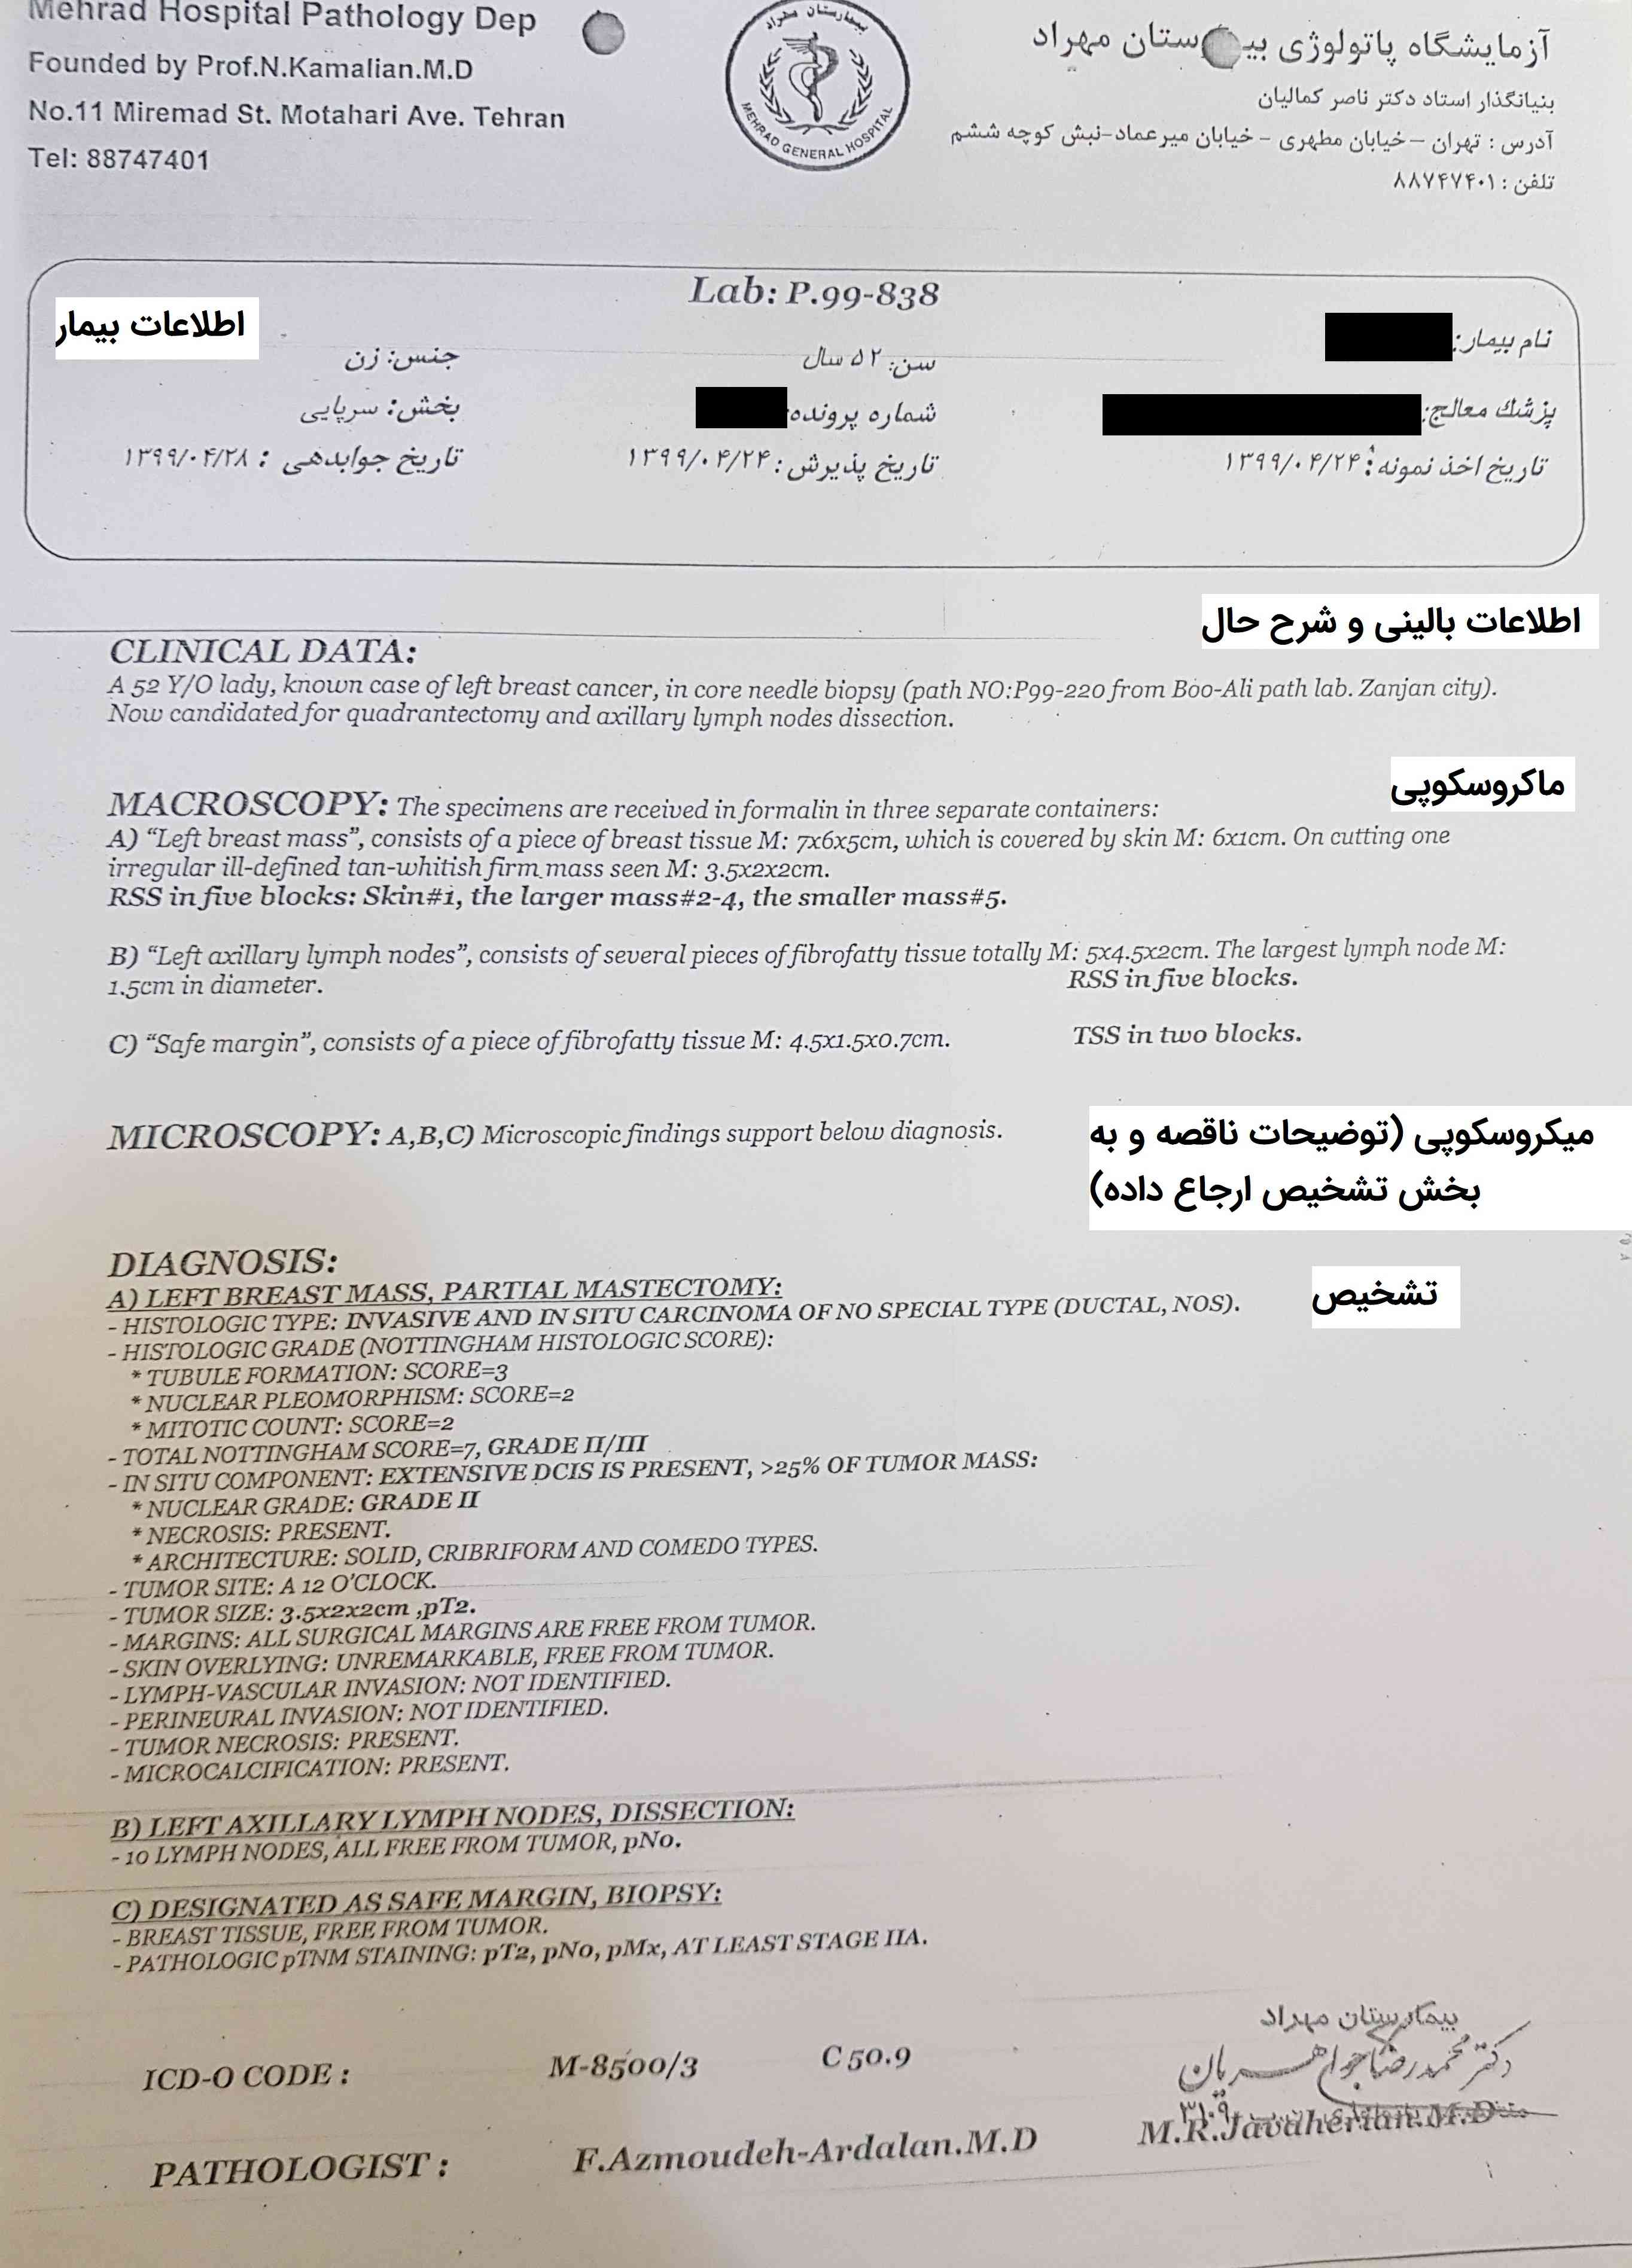 Mehrad Hospital Pathology Dep
Founded by Prof.N.Kamalian.M.D
No.11 Miremad St. Motahari Ave. Tehran
Tel: 88747401
بیمارستان مهراد
MEHRAD GENERAL HOSPITAL
آزمایشگاه پاتولوژی بی ستان مهراد
بنیانگذار استاد دکتر ناصر کمالیان
آدرس : تهران – خیابان مطهری – خیابان میرعماد-نبش کوچه ششم
تلفن : ۸۸۷۴۷۴۰۱
Lab: P.99-838
اطلاعات بیمار
نام بیمار:
سن: ۵۲ سال
جنس: زن
پزشك معالج:
شماره پرونده:
بخش: سرپایی
تاریخ اخذ نمونه: ۱۳۹۹/۰۴/۲۴
تاریخ پذیرش : ۱۳۹۹/۰۴/۲۴
تاریخ جوابدهی : ۱۳۹۹/۰۴/۲۸
اطلاعات بالینی و شرح حال
CLINICAL DATA:
A 52 Y/O lady, known case of left breast cancer, in core needle biopsy (path NO:P99-220 from Boo-Ali path lab. Zanjan city).
Now candidated for quadrantectomy and axillary lymph nodes dissection.
ماکروسکوپی
MACROSCOPY: The specimens are received in formalin in three separate containers:
A) “Left breast mass”, consists of a piece of breast tissue M: 7x6x5cm, which is covered by skin M: 6x1cm. On cutting one
irregular ill-defined tan-whitish firm mass seen M: 3.5x2x2cm.
RSS in five blocks: Skin#1, the larger mass#2-4, the smaller mass#5.
B) “Left axillary lymph nodes”, consists of several pieces of fibrofatty tissue totally M: 5x4.5x2cm. The largest lymph node M:
1.5cm in diameter. RSS in five blocks.
C) “Safe margin”, consists of a piece of fibrofatty tissue M: 4.5x1.5x0.7cm. TSS in two blocks.
MICROSCOPY: A,B,C) Microscopic findings support below diagnosis.
میکروسکوپی (توضیحات ناقصه و به
بخش تشخیص ارجاع داده)
DIAGNOSIS:
تشخیص
A) LEFT BREAST MASS, PARTIAL MASTECTOMY:
- HISTOLOGIC TYPE: INVASIVE AND IN SITU CARCINOMA OF NO SPECIAL TYPE (DUCTAL, NOS).
- HISTOLOGIC GRADE (NOTTINGHAM HISTOLOGIC SCORE):
* TUBULE FORMATION: SCORE=3
* NUCLEAR PLEOMORPHISM: SCORE=2
* MITOTIC COUNT: SCORE=2
- TOTAL NOTTINGHAM SCORE=7, GRADE II/III
- IN SITU COMPONENT: EXTENSIVE DCIS IS PRESENT, >25% OF TUMOR MASS:
* NUCLEAR GRADE: GRADE II
* NECROSIS: PRESENT.
* ARCHITECTURE: SOLID, CRIBRIFORM AND COMEDO TYPES.
- TUMOR SITE: A 12 O’CLOCK.
- TUMOR SIZE: 3.5x2x2cm ,pT2.
- MARGINS: ALL SURGICAL MARGINS ARE FREE FROM TUMOR.
- SKIN OVERLYING: UNREMARKABLE, FREE FROM TUMOR.
- LYMPH-VASCULAR INVASION: NOT IDENTIFIED.
- PERINEURAL INVASION: NOT IDENTIFIED.
- TUMOR NECROSIS: PRESENT.
- MICROCALCIFICATION: PRESENT.
B) LEFT AXILLARY LYMPH NODES, DISSECTION:
- 10 LYMPH NODES, ALL FREE FROM TUMOR, pN0.
C) DESIGNATED AS SAFE MARGIN, BIOPSY:
- BREAST TISSUE, FREE FROM TUMOR.
- PATHOLOGIC pTNM STAINING: pT2, pN0, pMx, AT LEAST STAGE IIA.
ICD-O CODE : M-8500/3 C 50.9
بیمارستان مهراد
دکتر محمدرضا جواهریان
PATHOLOGIST : F.Azmoudeh-Ardalan.M.D M.R.Javaherian.M.D